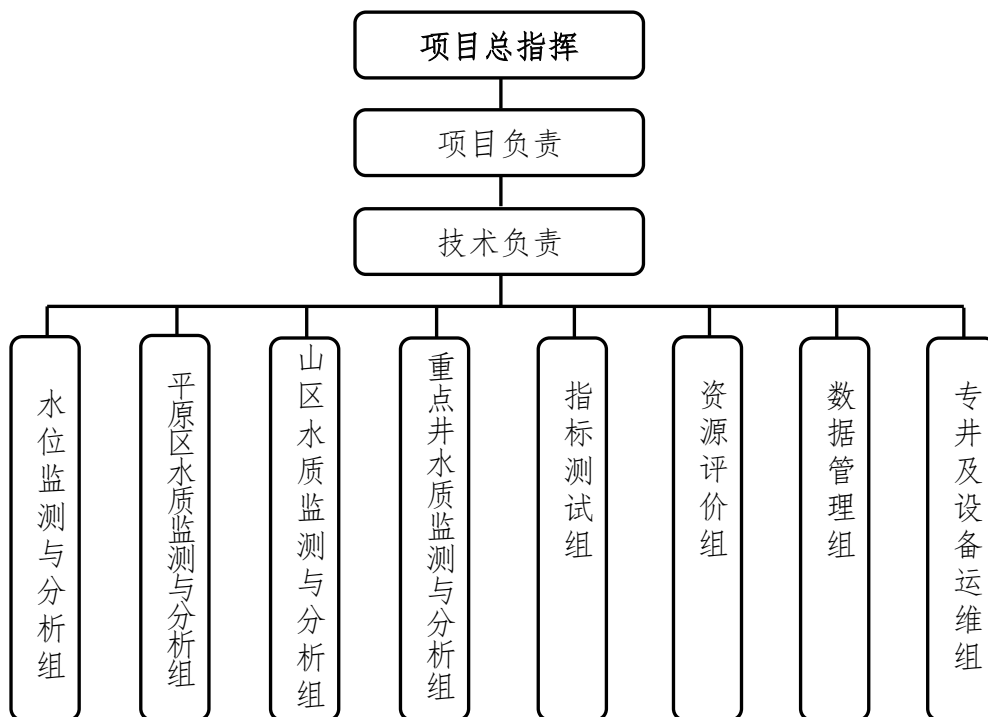 项目总指挥
项目负责
技术负责
水位监测与分析组
平原区水质监测与分析组
山区水质监测与分析组
重点井水质监测与分析组
指标测试组
资源评价组
数据管理组
专井及设备运维组